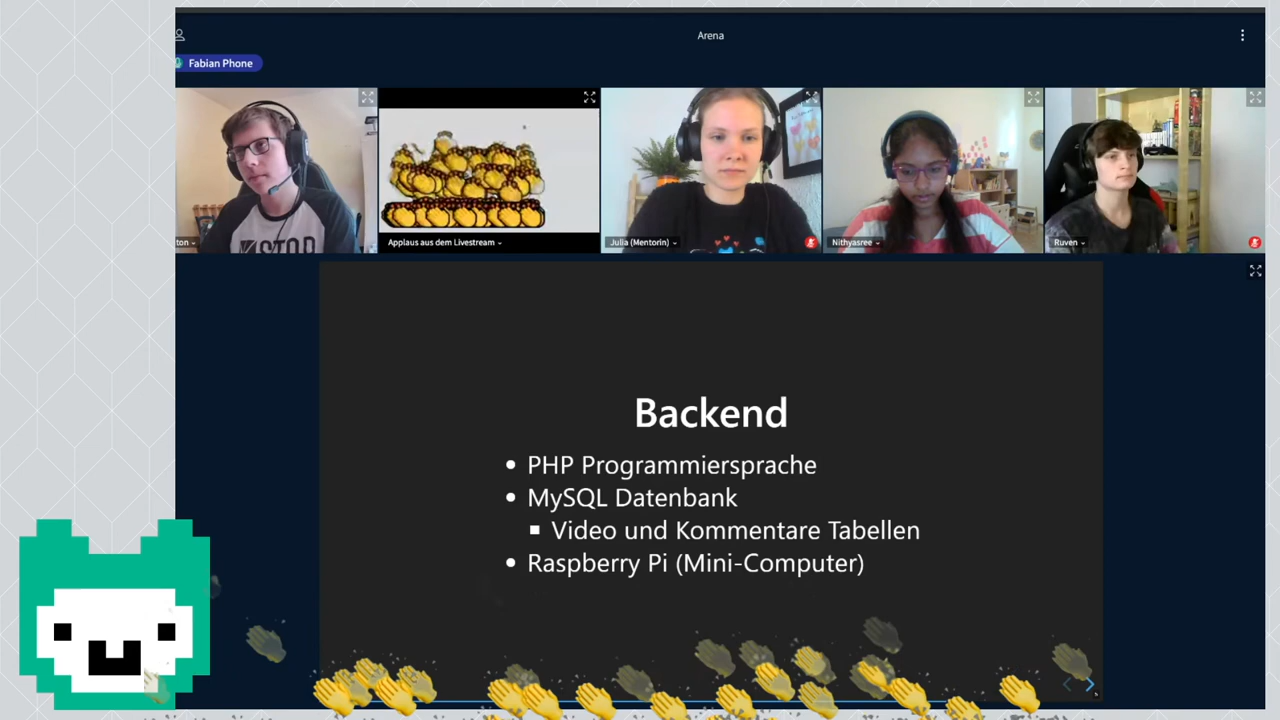 Arena
Fabian Phone
ton
Applaus aus dem Livestream
Julia (Mentorin)
Nithyasree
Ruven
Backend
• PHP Programmiersprache
• MySQL Datenbank
▪ Video und Kommentare Tabellen
• Raspberry Pi (Mini-Computer)